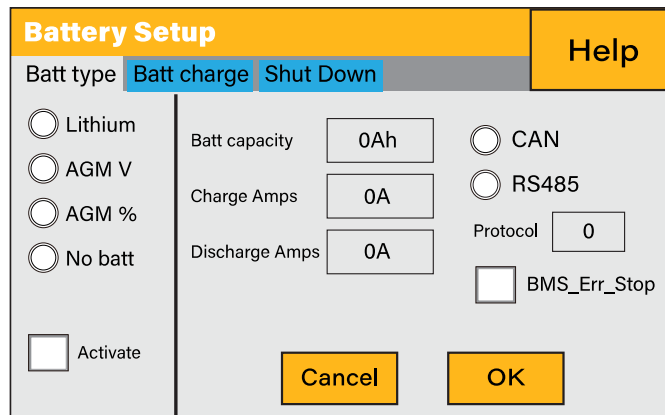 Battery Setup
Help
Batt type
Batt charge
Shut Down
Lithium
AGM V
AGM %
No batt
Activate
Batt capacity
0Ah
Charge Amps
0A
Discharge Amps
0A
CAN
RS485
Protocol
0
BMS_Err_Stop
Cancel
OK